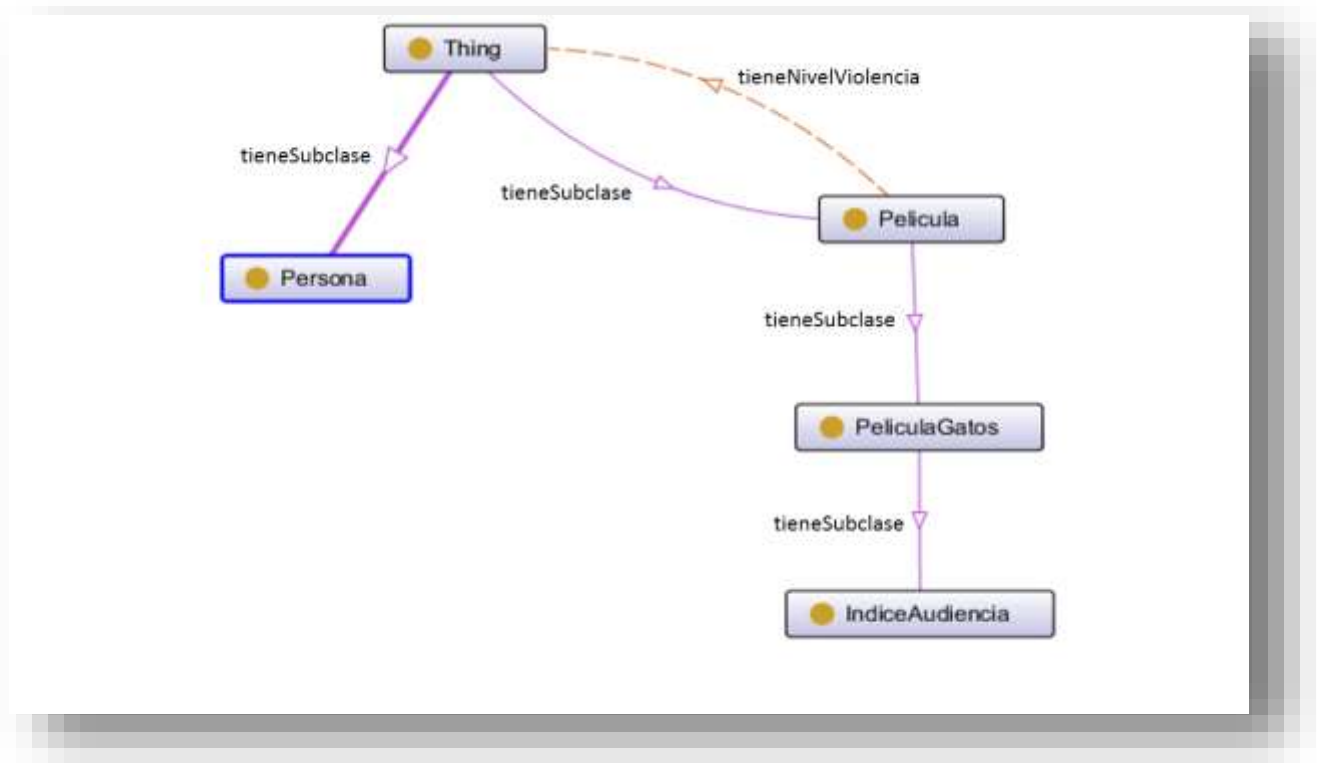 Thing
tieneNivelViolencia
tieneSubclase
tieneSubclase
Pelicula
Persona
tieneSubclase
PeliculaGatos
tieneSubclase
IndiceAudiencia